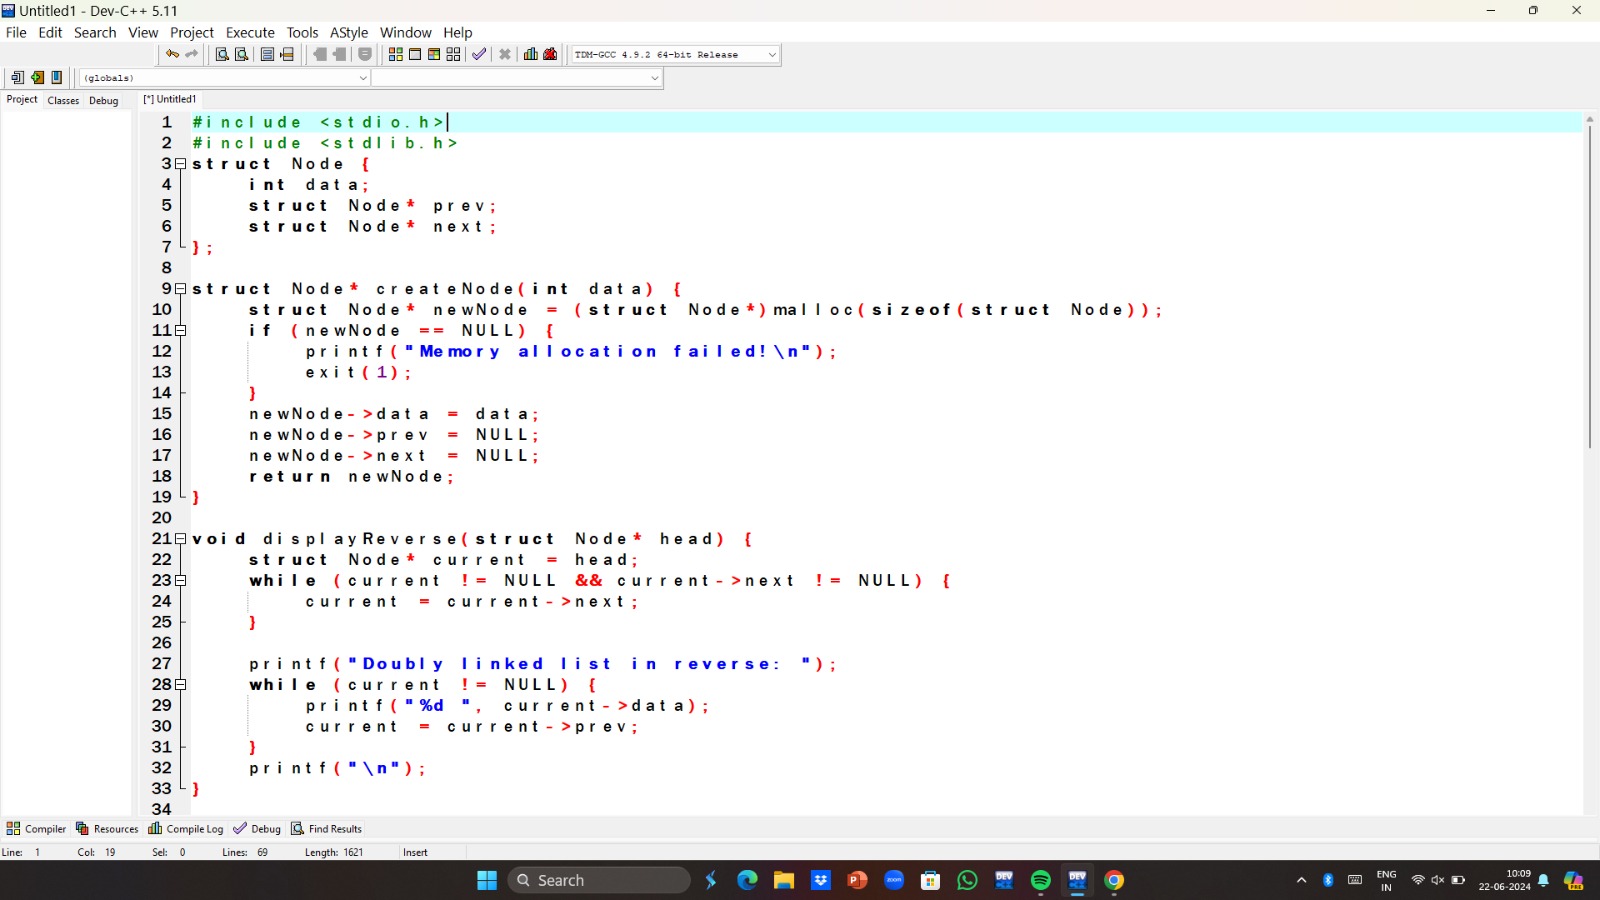 Untitled1 - Dev-C++ 5.11
File Edit Search View Project Execute Tools AStyle Window Help
TDM-GCC 4.9.2 64-bit Release
(globals)
Project Classes Debug [*] Untitled1
1 #include <stdio.h>
2 #include <stdlib.h>
3 struct Node {
4 int data;
5 struct Node* prev;
6 struct Node* next;
7 };
8
9 struct Node* createNode(int data) {
10 struct Node* newNode = (struct Node*)malloc(sizeof(struct Node));
11 if (newNode == NULL) {
12 printf("Memory allocation failed!\n");
13 exit(1);
14 }
15 newNode->data = data;
16 newNode->prev = NULL;
17 newNode->next = NULL;
18 return newNode;
19 }
20
21 void displayReverse(struct Node* head) {
22 struct Node* current = head;
23 while (current != NULL && current->next != NULL) {
24 current = current->next;
25 }
26
27 printf("Doubly linked list in reverse: ");
28 while (current != NULL) {
29 printf("%d ", current->data);
30 current = current->prev;
31 }
32 printf("\n");
33 }
34
Compiler Resources Compile Log Debug Find Results
Line: 1 Col: 19 Sel: 0 Lines: 69 Length: 1621 Insert
Search
ENG
IN
10:09
22-06-2024